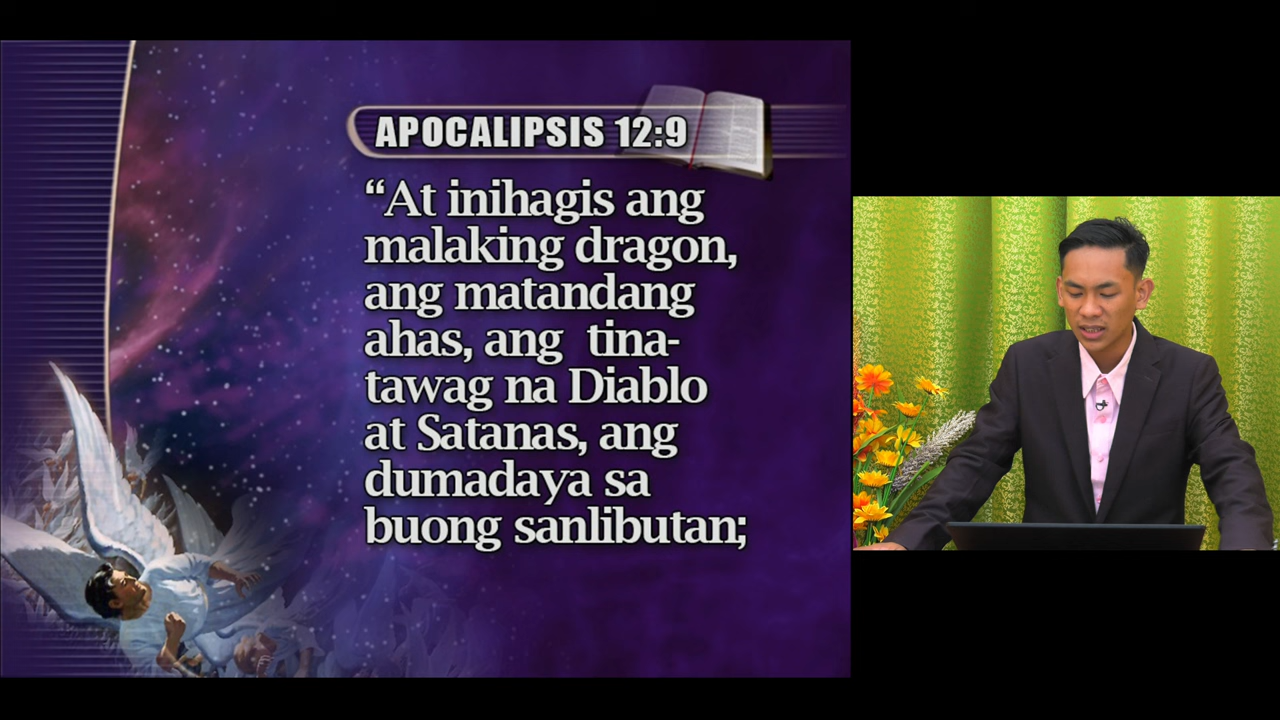 APOCALIPSIS 12:9
“At inihagis ang
malaking dragon,
ang matandang
ahas, ang tina-
tawag na Diablo
at Satanas, ang
dumadaya sa
buong sanlibutan;